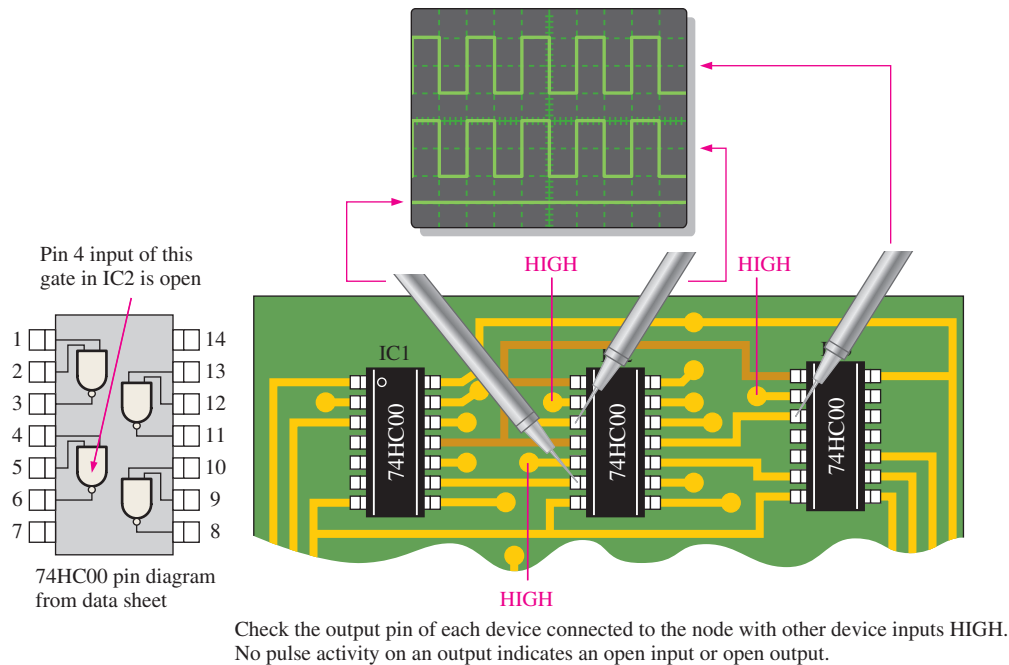 Pin 4 input of this
gate in IC2 is open
HIGH
HIGH
1
14
2
13
3
12
4
11
5
10
6
9
7
8
IC1
74HC00
74HC00
74HC00
HIGH
74HC00 pin diagram
from data sheet
Check the output pin of each device connected to the node with other device inputs HIGH.
No pulse activity on an output indicates an open input or open output.